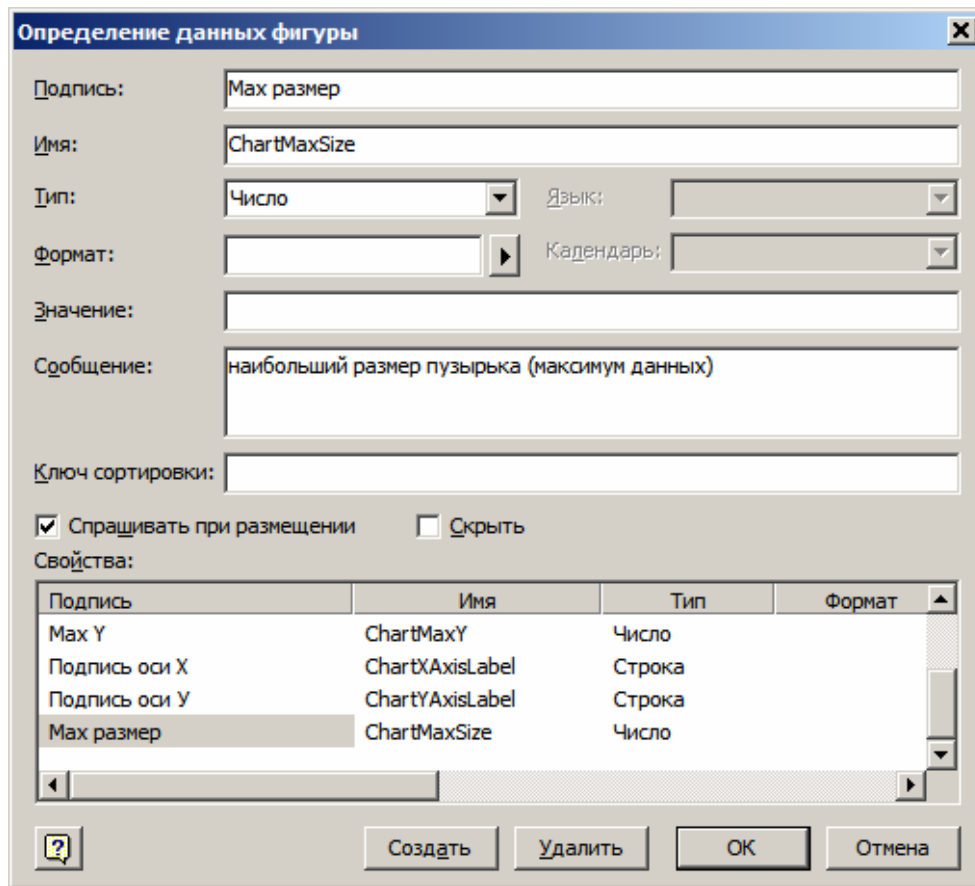 Определение данных фигуры
Подпись: Max размер
Имя: ChartMaxSize
Тип: Число Язык:
Формат: Календарь:
Значение:
Сообщение: наибольший размер пузырька (максимум данных)
Ключ сортировки:
Спрашивать при размещении Скрыть
Свойства:
Подпись Имя Тип Формат
Max Y ChartMaxY Число
Подпись оси X ChartXAxisLabel Строка
Подпись оси У ChartYAxisLabel Строка
Max размер ChartMaxSize Число
? Создать Удалить ОК Отмена